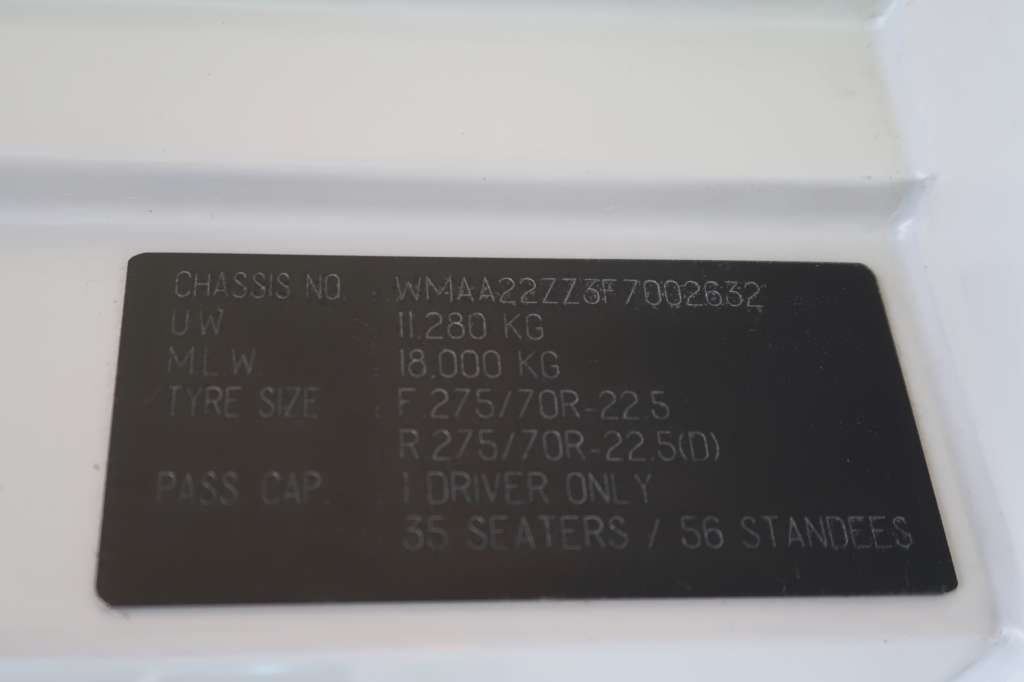 CHASSIS NO. WMAA22ZZ3F7002632
U W 11.280 KG
M.L W 18.000 KG
TYRE SIZE F 275/70R-22.5
R 275/70R-22.5(D)
PASS CAP. 1 DRIVER ONLY
35 SEATERS / 56 STANDEES